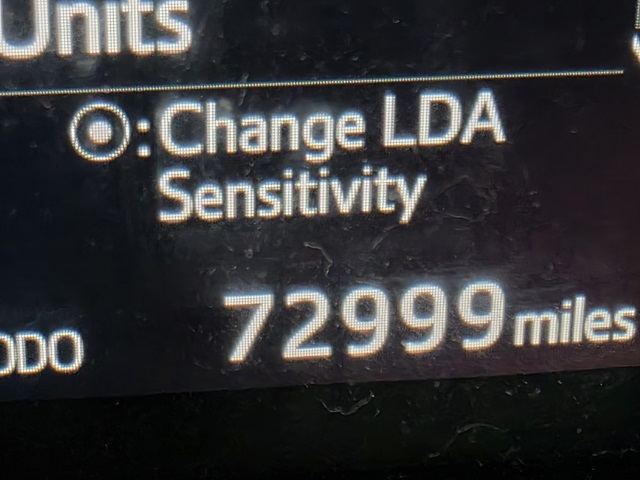 Units
⦿:Change LDA
Sensitivity
ODO 72999 miles